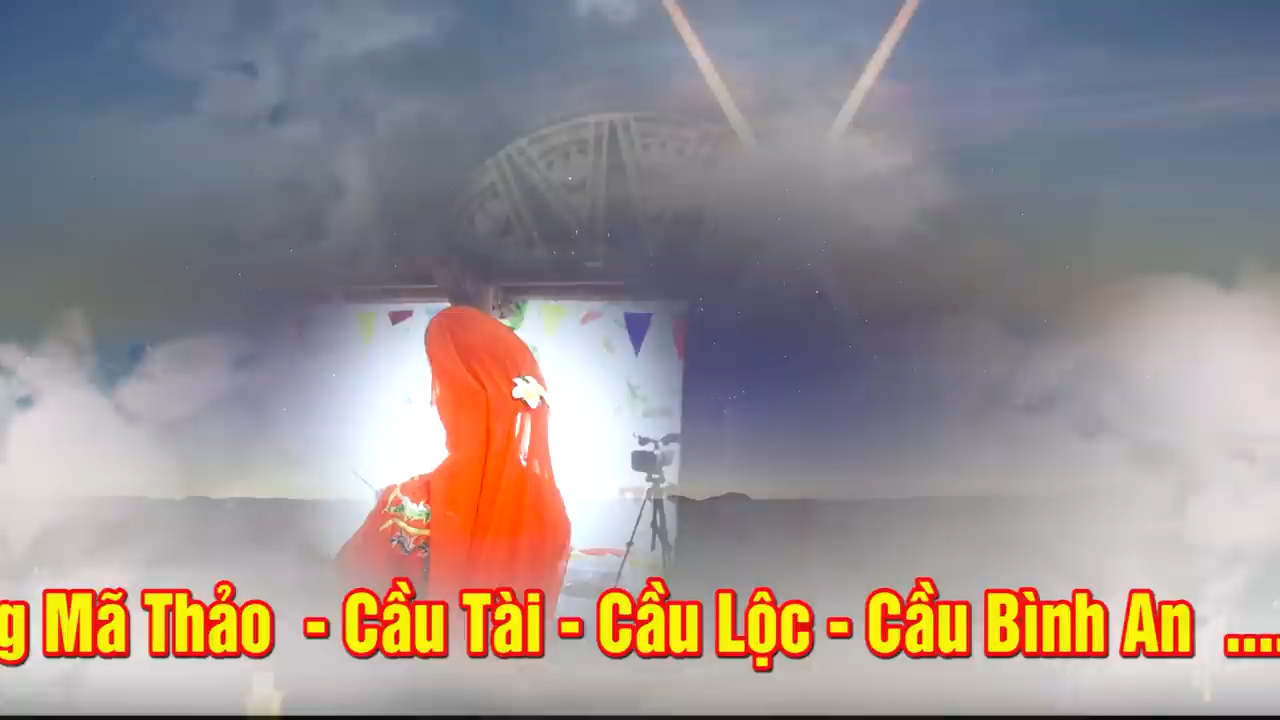 Mã Thảo - Cầu Tài - Cầu Lộc - Cầu Bình An ....